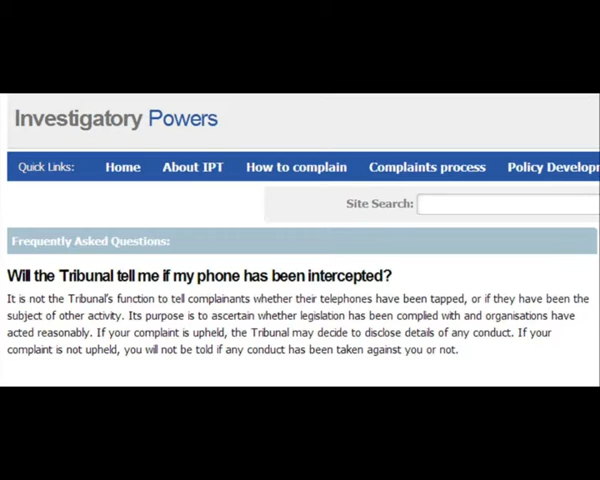 Investigatory Powers
Quick Links: Home About IPT How to complain Complaints process Policy Developm
Site Search:
Frequently Asked Questions:
Will the Tribunal tell me if my phone has been intercepted?
It is not the Tribunal's function to tell complainants whether their telephones have been tapped, or if they have been the
subject of other activity. Its purpose is to ascertain whether legislation has been complied with and organisations have
acted reasonably. If your complaint is upheld, the Tribunal may decide to disclose details of any conduct. If your
complaint is not upheld, you will not be told if any conduct has been taken against you or not.